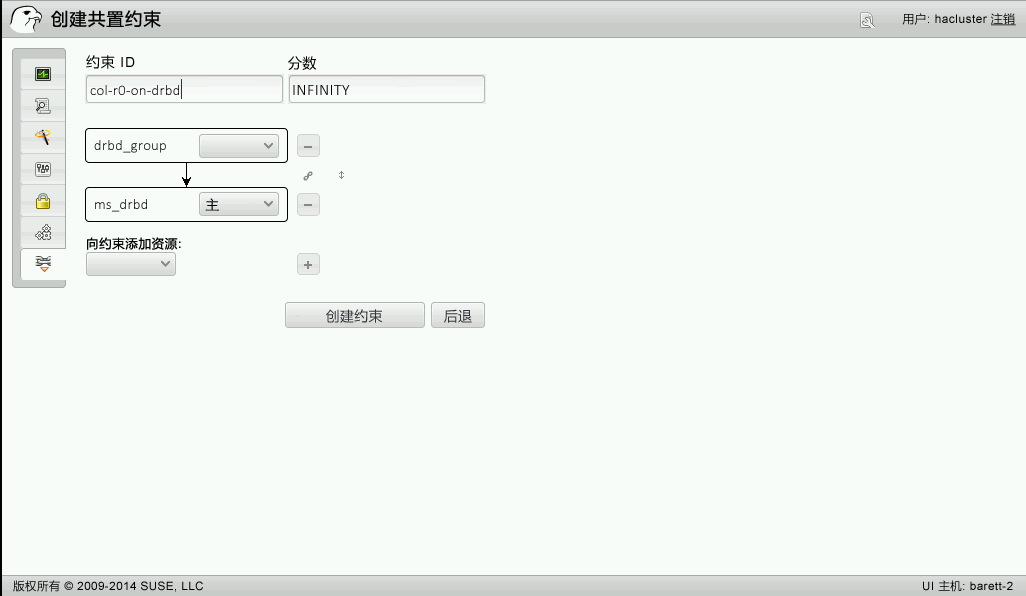 创建共置约束
用户: hacluster 注销
约束 ID 分数
col-r0-on-drbd INFINITY
drbd_group
ms_drbd 主
向约束添加资源:
创建约束 后退
版权所有 © 2009-2014 SUSE, LLC UI 主机: barett-2